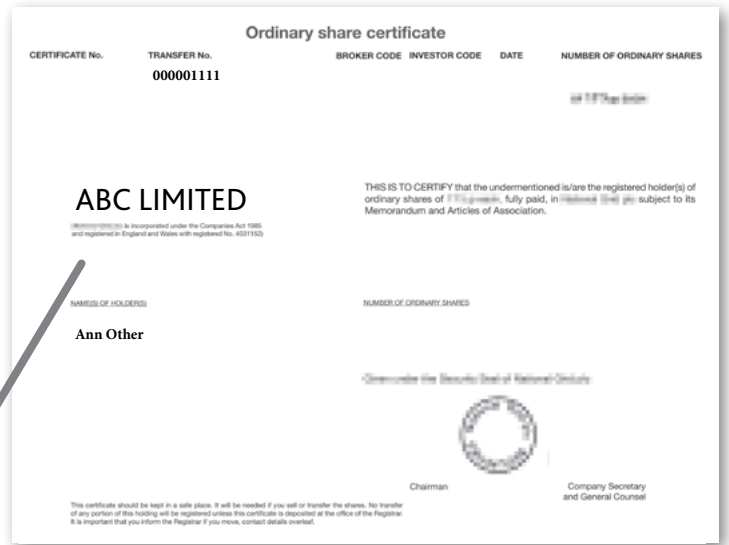 Ordinary share certificate
CERTIFICATE No. TRANSFER No. BROKER CODE INVESTOR CODE DATE NUMBER OF ORDINARY SHARES
000001111
ABC LIMITED
is incorporated under the Companies Act 1985
and registered in England and Wales with registered No. 4031152)
THIS IS TO CERTIFY that the undermentioned is/are the registered holder(s) of
ordinary shares of fully paid, in subject to its
Memorandum and Articles of Association.
NAME(S) OF HOLDER(S) NUMBER OF ORDINARY SHARES
Ann Other
Chairman Company Secretary
and General Counsel
This certificate should be kept in a safe place. It will be needed if you sell or transfer the shares. No transfer
of any portion of this holding will be registered unless this certificate is deposited at the office of the Registrar.
It is important that you inform the Registrar if you move, contact details overleaf.